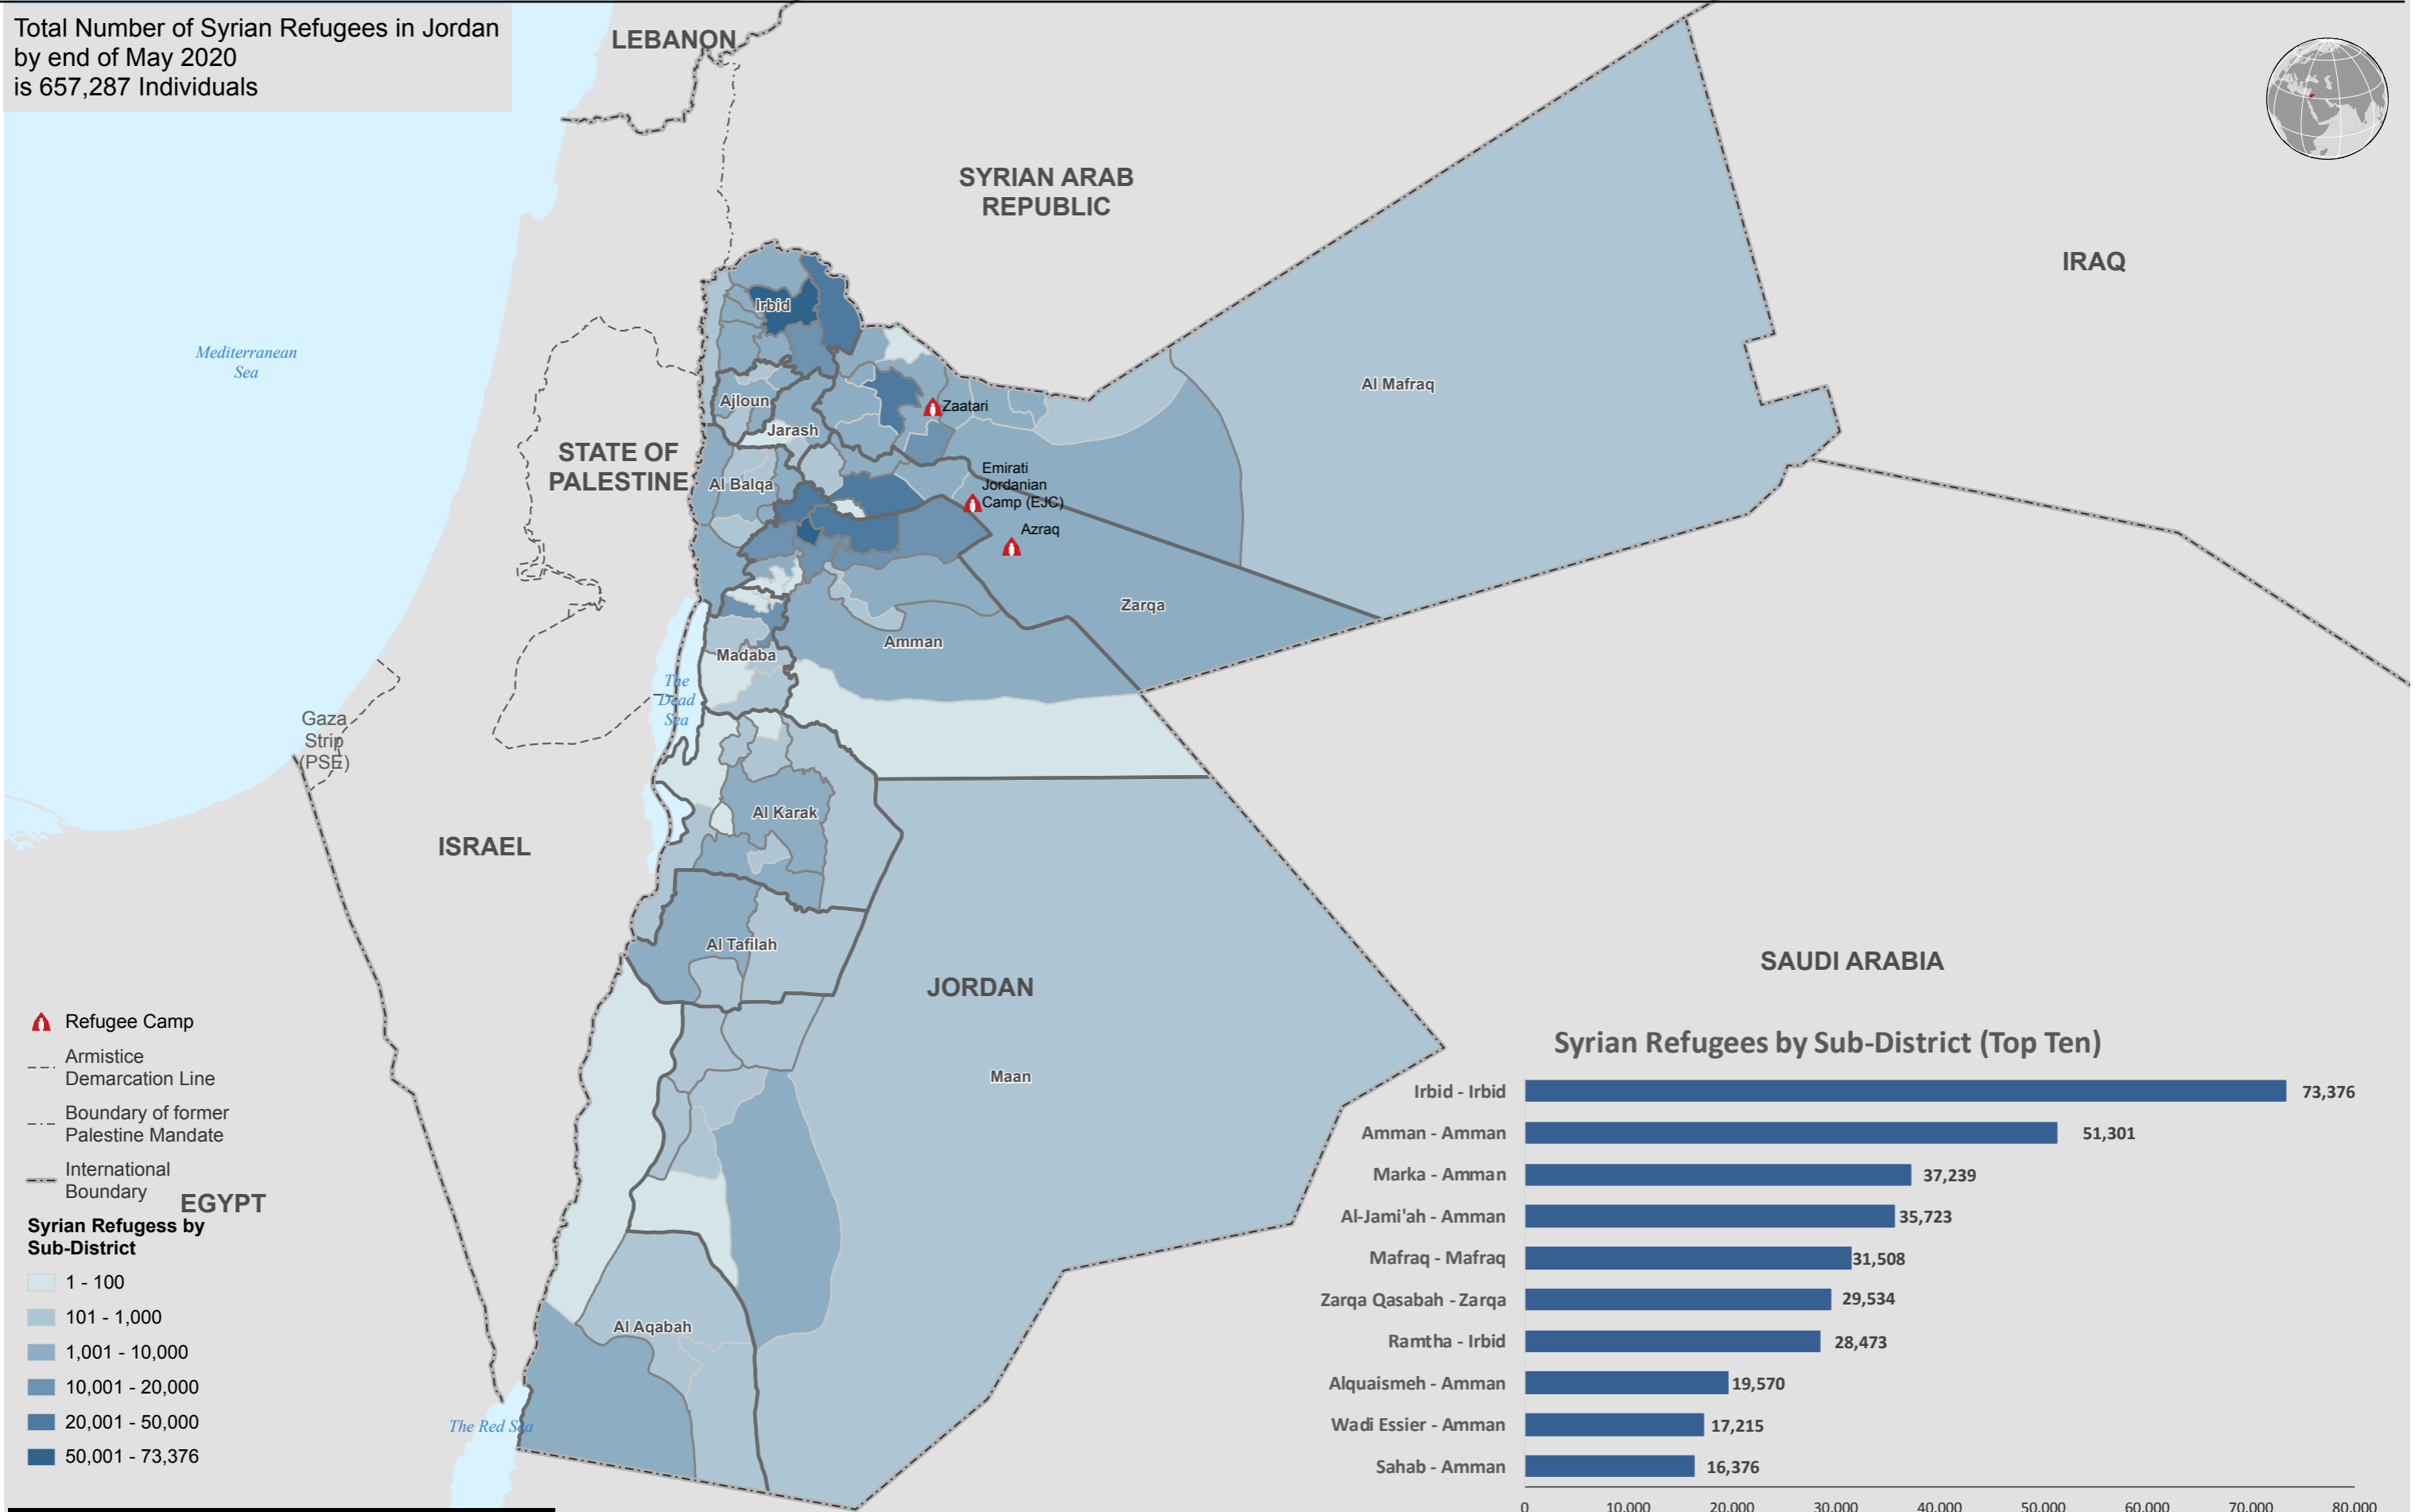 Total Number of Syrian Refugees in Jordan
by end of May 2020
is 657,287 Individuals
LEBANON
SYRIAN ARAB
REPUBLIC
IRAQ
Mediterranean
Sea
Irbid
Al Mafraq
Ajloun
Zaatari
Jarash
STATE OF
PALESTINE
Al Balqa
Emirati
Jordanian
Camp (EJC)
Azraq
Zarqa
Amman
Madaba
The
Dead
Sea
Gaza
Strip
(PSE)
Al Karak
ISRAEL
Al Tafilah
JORDAN
SAUDI ARABIA
Maan
Al Aqabah
The Red Sea
EGYPT
Refugee Camp
Armistice
Demarcation Line
Boundary of former
Palestine Mandate
International
Boundary
Syrian Refugess by
Sub-District
1 - 100
101 - 1,000
1,001 - 10,000
10,001 - 20,000
20,001 - 50,000
50,001 - 73,376
Syrian Refugees by Sub-District (Top Ten)
Irbid - Irbid 73,376
Amman - Amman 51,301
Marka - Amman 37,239
Al-Jami'ah - Amman 35,723
Mafraq - Mafraq 31,508
Zarqa Qasabah - Zarqa 29,534
Ramtha - Irbid 28,473
Alquaismeh - Amman 19,570
Wadi Essier - Amman 17,215
Sahab - Amman 16,376
0 10,000 20,000 30,000 40,000 50,000 60,000 70,000 80,000